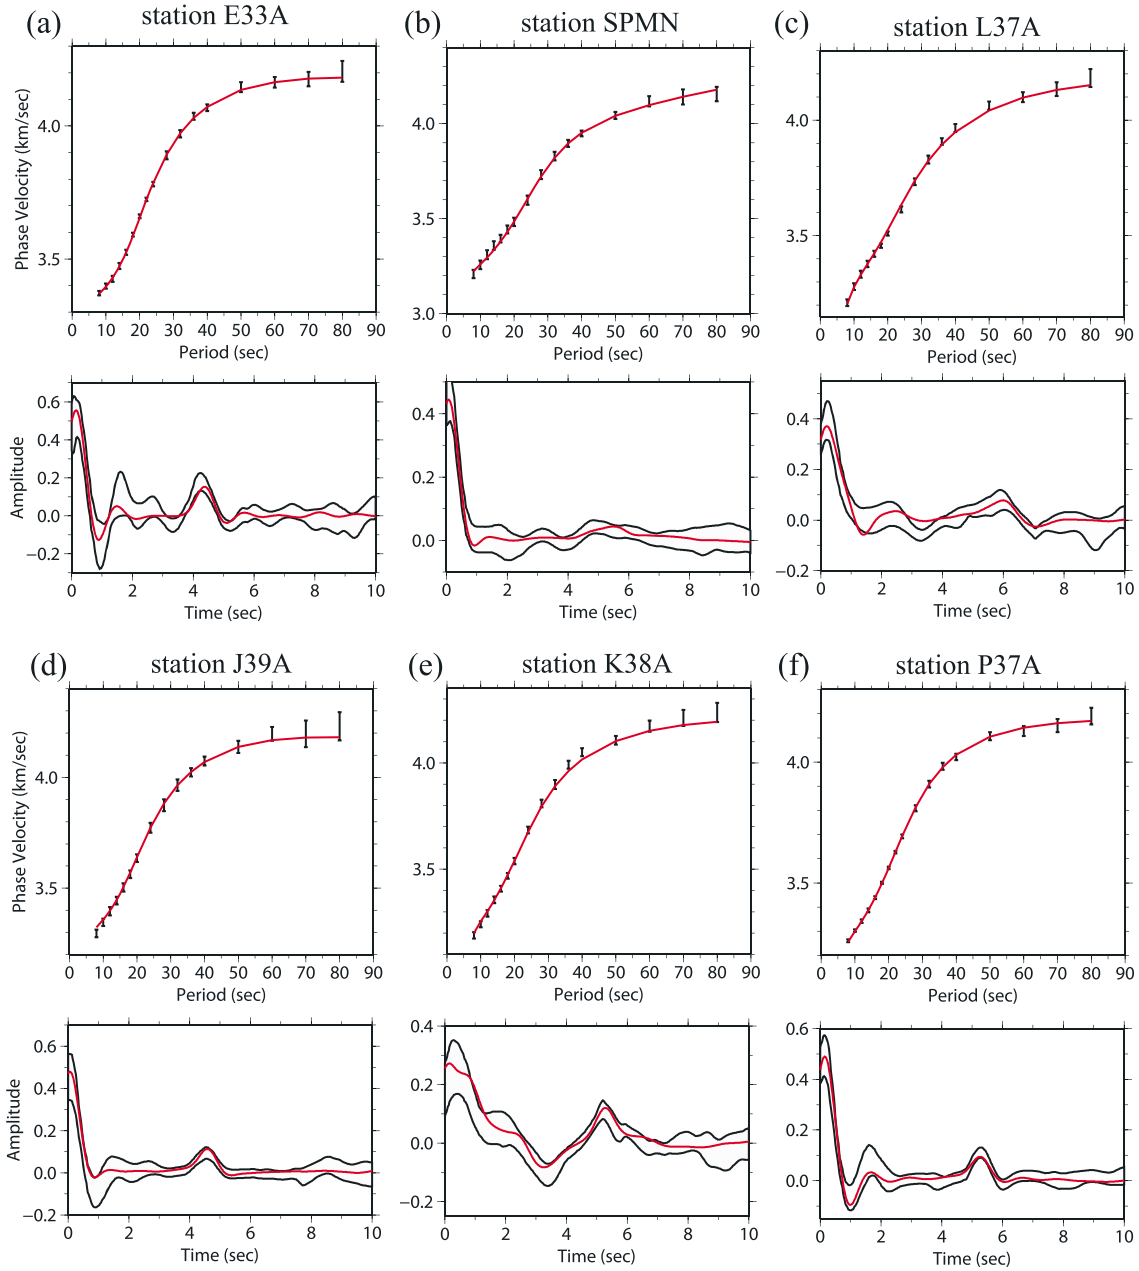 (a) station E33A
(b) station SPMN
(c) station L37A
Phase Velocity (km/sec)
4.0
3.5
0 10 20 30 40 50 60 70 80 90
Period (sec)
4.0
3.5
3.0
0 10 20 30 40 50 60 70 80 90
Period (sec)
4.0
3.5
0 10 20 30 40 50 60 70 80 90
Period (sec)
Amplitude
0.6
0.4
0.2
0.0
−0.2
0 2 4 6 8 10
Time (sec)
0.4
0.2
0.0
0 2 4 6 8 10
Time (sec)
0.4
0.2
0.0
−0.2
0 2 4 6 8 10
Time (sec)
(d) station J39A
(e) station K38A
(f) station P37A
Phase Velocity (km/sec)
4.0
3.5
0 10 20 30 40 50 60 70 80 90
Period (sec)
4.0
3.5
0 10 20 30 40 50 60 70 80 90
Period (sec)
4.0
3.5
0 10 20 30 40 50 60 70 80 90
Period (sec)
Amplitude
0.6
0.4
0.2
0.0
−0.2
0 2 4 6 8 10
Time (sec)
0.4
0.2
0.0
−0.2
0 2 4 6 8 10
Time (sec)
0.6
0.4
0.2
0.0
0 2 4 6 8 10
Time (sec)